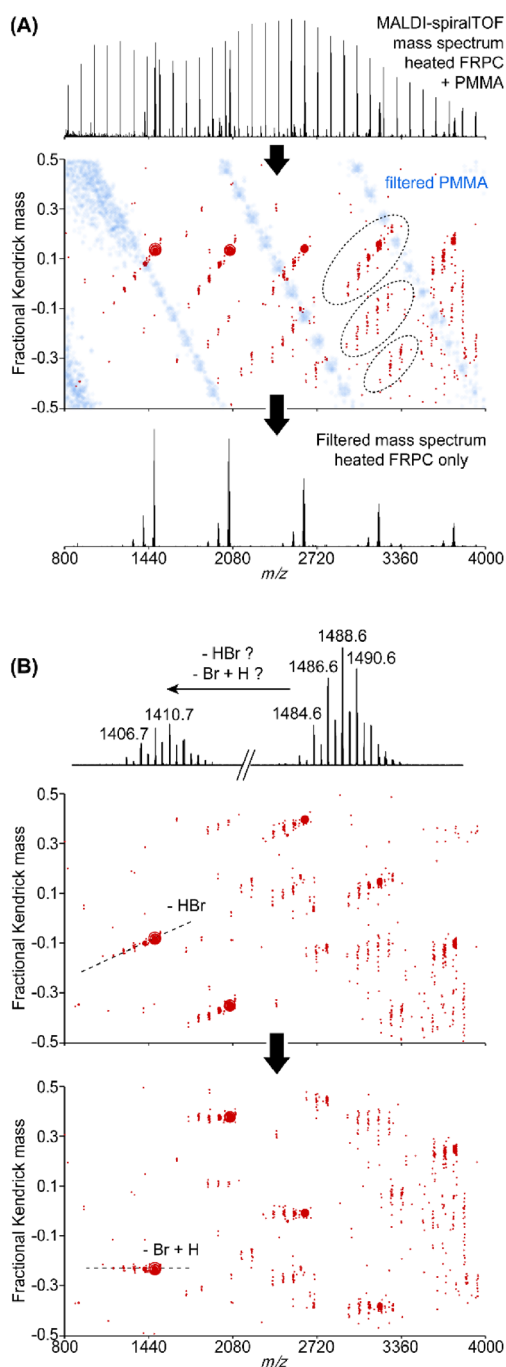 (A)
MALDI-spiralTOF
mass spectrum
heated FRPC
+ PMMA
Fractional Kendrick mass
0.5
0.3
0.1
-0.1
-0.3
-0.5
filtered PMMA
Filtered mass spectrum
heated FRPC only
800 1440 2080 2720 3360 4000
m/z
(B)
- HBr ?
- Br + H ?
1406.7
1410.7
1484.6
1486.6
1488.6
1490.6
Fractional Kendrick mass
0.5
0.3
0.1
-0.1
-0.3
-0.5
- HBr
Fractional Kendrick mass
0.5
0.3
0.1
-0.1
-0.3
-0.5
- Br + H
800 1440 2080 2720 3360 4000
m/z